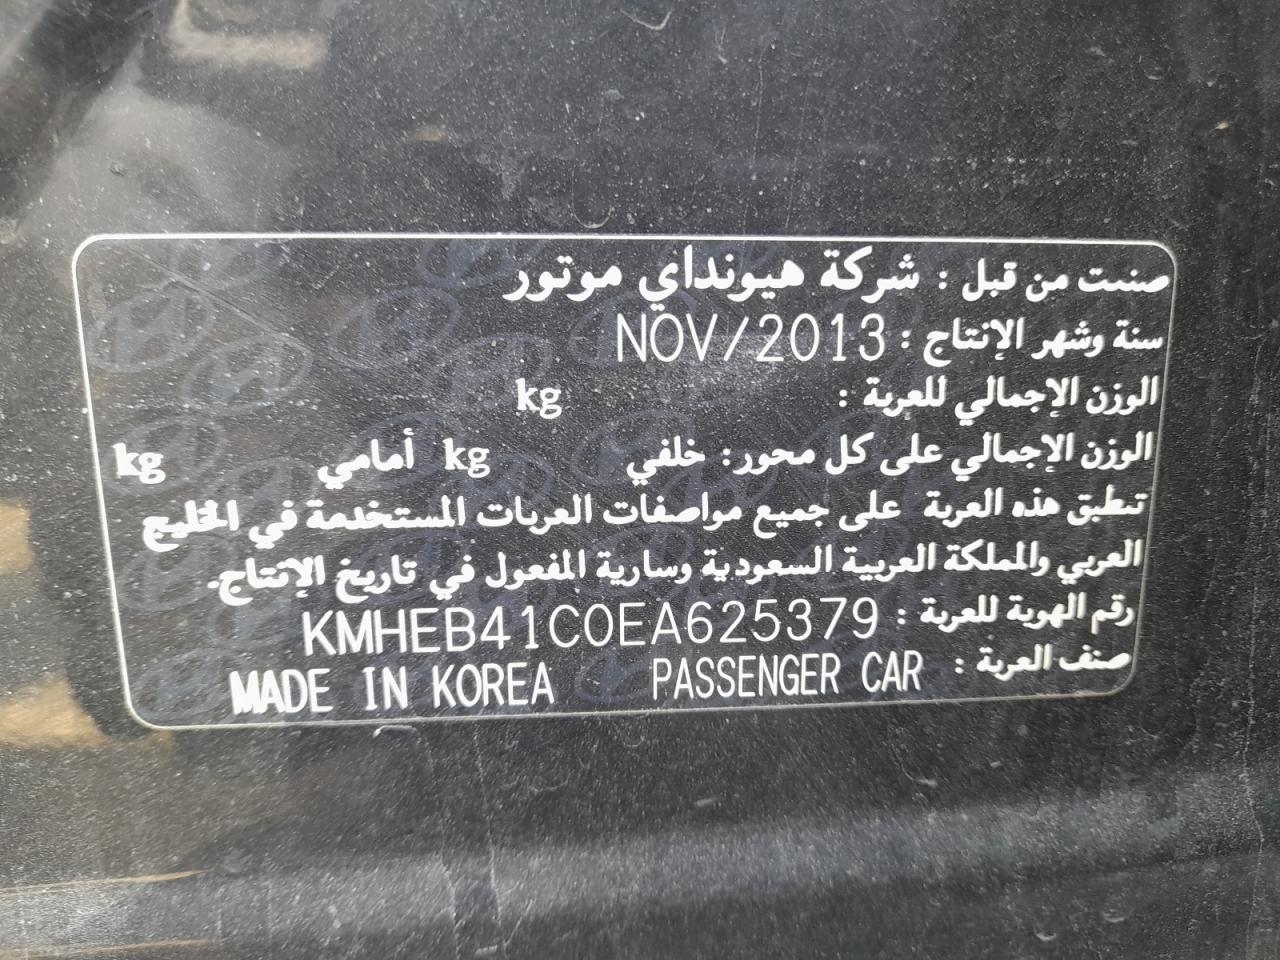 صنعت من قبل : شركة هيونداي موتور
سنة وشهر الإنتاج : NOV/2013
الوزن الإجمالي للعربة : kg
الوزن الإجمالي على كل محور: خلفي kg أمامي kg
تنطبق هذه العربة على جميع مواصفات العربات المستخدمة في الخليج
العربي والمملكة العربية السعودية وسارية المفعول في تاريخ الإنتاج.
رقم الهوية للعربة : KMHEB41C0EA625379
صنف العربة : PASSENGER CAR MADE IN KOREA